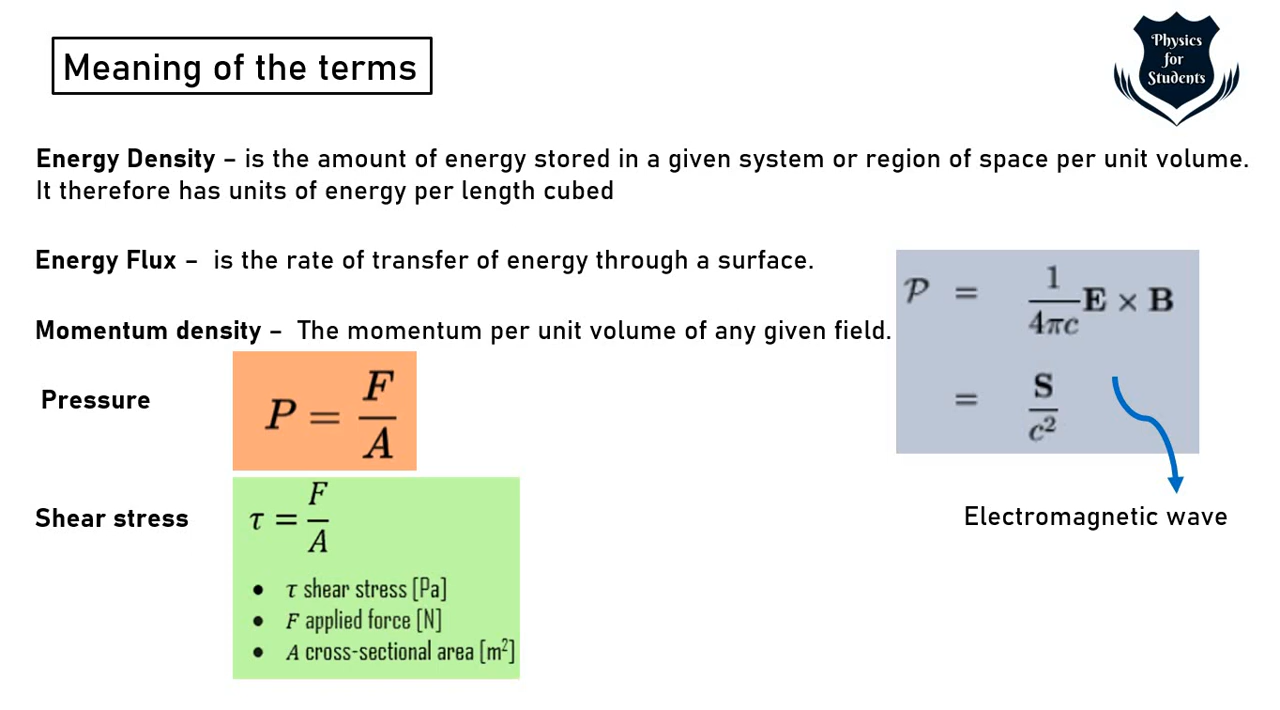 Meaning of the terms
Physics
for
Students
Energy Density – is the amount of energy stored in a given system or region of space per unit volume.
It therefore has units of energy per length cubed
Energy Flux – is the rate of transfer of energy through a surface.
Momentum density – The momentum per unit volume of any given field.
𝒫 = 1/4πc E × B
= S/c²
Electromagnetic wave
Pressure
P = F/A
Shear stress
τ = F/A
• τ shear stress [Pa]
• F applied force [N]
• A cross-sectional area [m²]